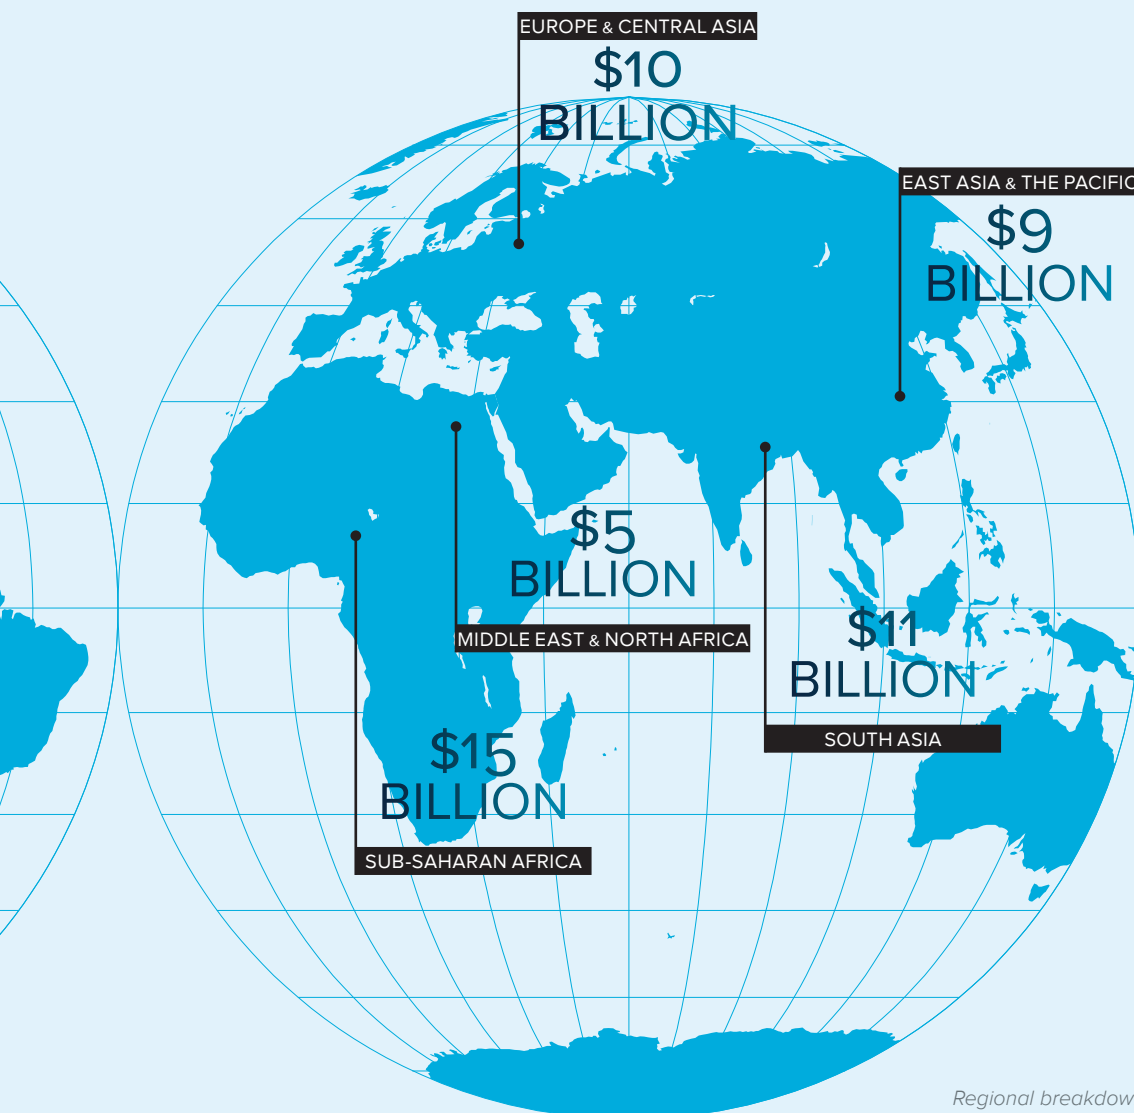 EUROPE & CENTRAL ASIA
$10
BILLION
EAST ASIA & THE PACIFIC
$9
BILLION
$5
BILLION
MIDDLE EAST & NORTH AFRICA
$11
BILLION
SOUTH ASIA
$15
BILLION
SUB-SAHARAN AFRICA
Regional